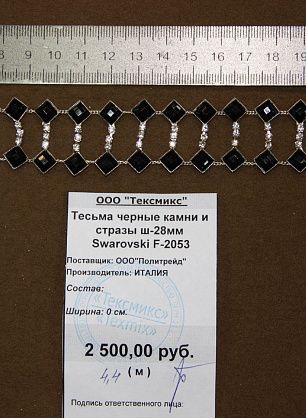 10 11 12 13 14 15 16 17 18 19
ООО "Тексмикс"
Тесьма черные камни и
стразы ш-28мм
Swarovski F-2053
Поставщик: ООО"Политрейд"
Производитель: ИТАЛИЯ
Состав:
«Тексмикс»
«Texmix»
Ширина: 0 см.
2 500,00 руб.
4,4 ( м )
Подпись ответственного лица: